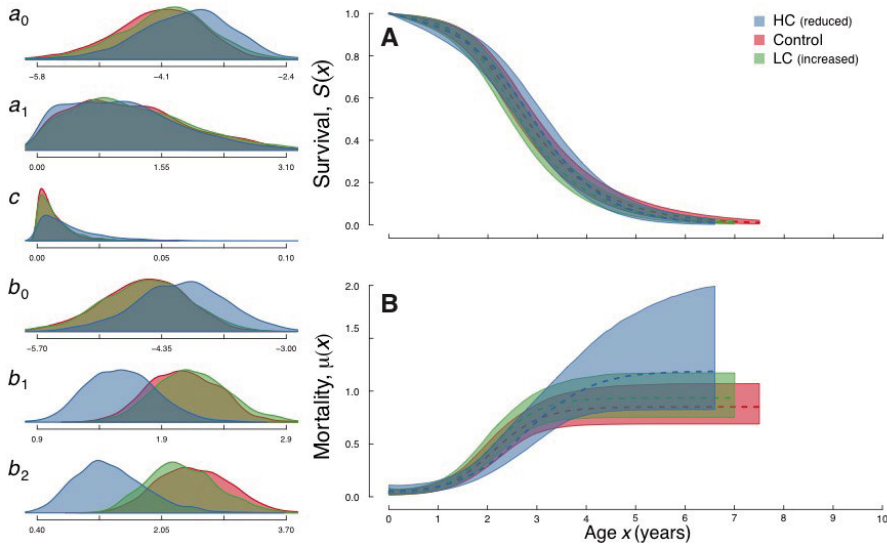 a0
−5.8 −4.1 −2.4
a1
0.00 1.55 3.10
c
0.00 0.05 0.10
b0
−5.70 −4.35 −3.00
b1
0.9 1.9 2.9
b2
0.40 2.05 3.70
A
Survival, S(x)
1.0
0.8
0.6
0.4
0.2
0.0
HC (reduced)
Control
LC (increased)
B
Mortality, μ(x)
2.0
1.5
1.0
0.5
0.0
0 1 2 3 4 5 6 7 8 9 10
Age x (years)